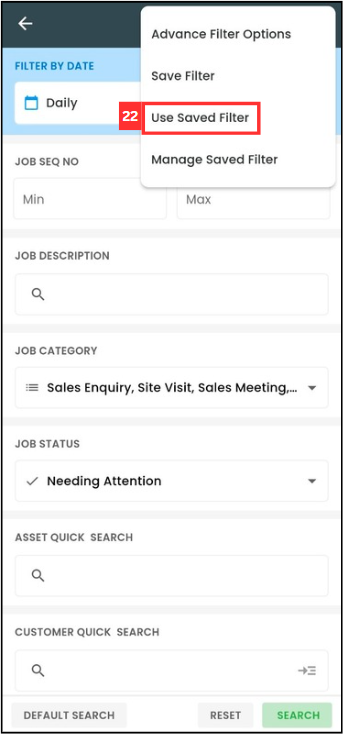 Advance Filter Options
Save Filter
22 Use Saved Filter
Manage Saved Filter
FILTER BY DATE
Daily
JOB SEQ NO
Min Max
JOB DESCRIPTION
JOB CATEGORY
Sales Enquiry, Site Visit, Sales Meeting,...
JOB STATUS
Needing Attention
ASSET QUICK SEARCH
CUSTOMER QUICK SEARCH
DEFAULT SEARCH RESET SEARCH